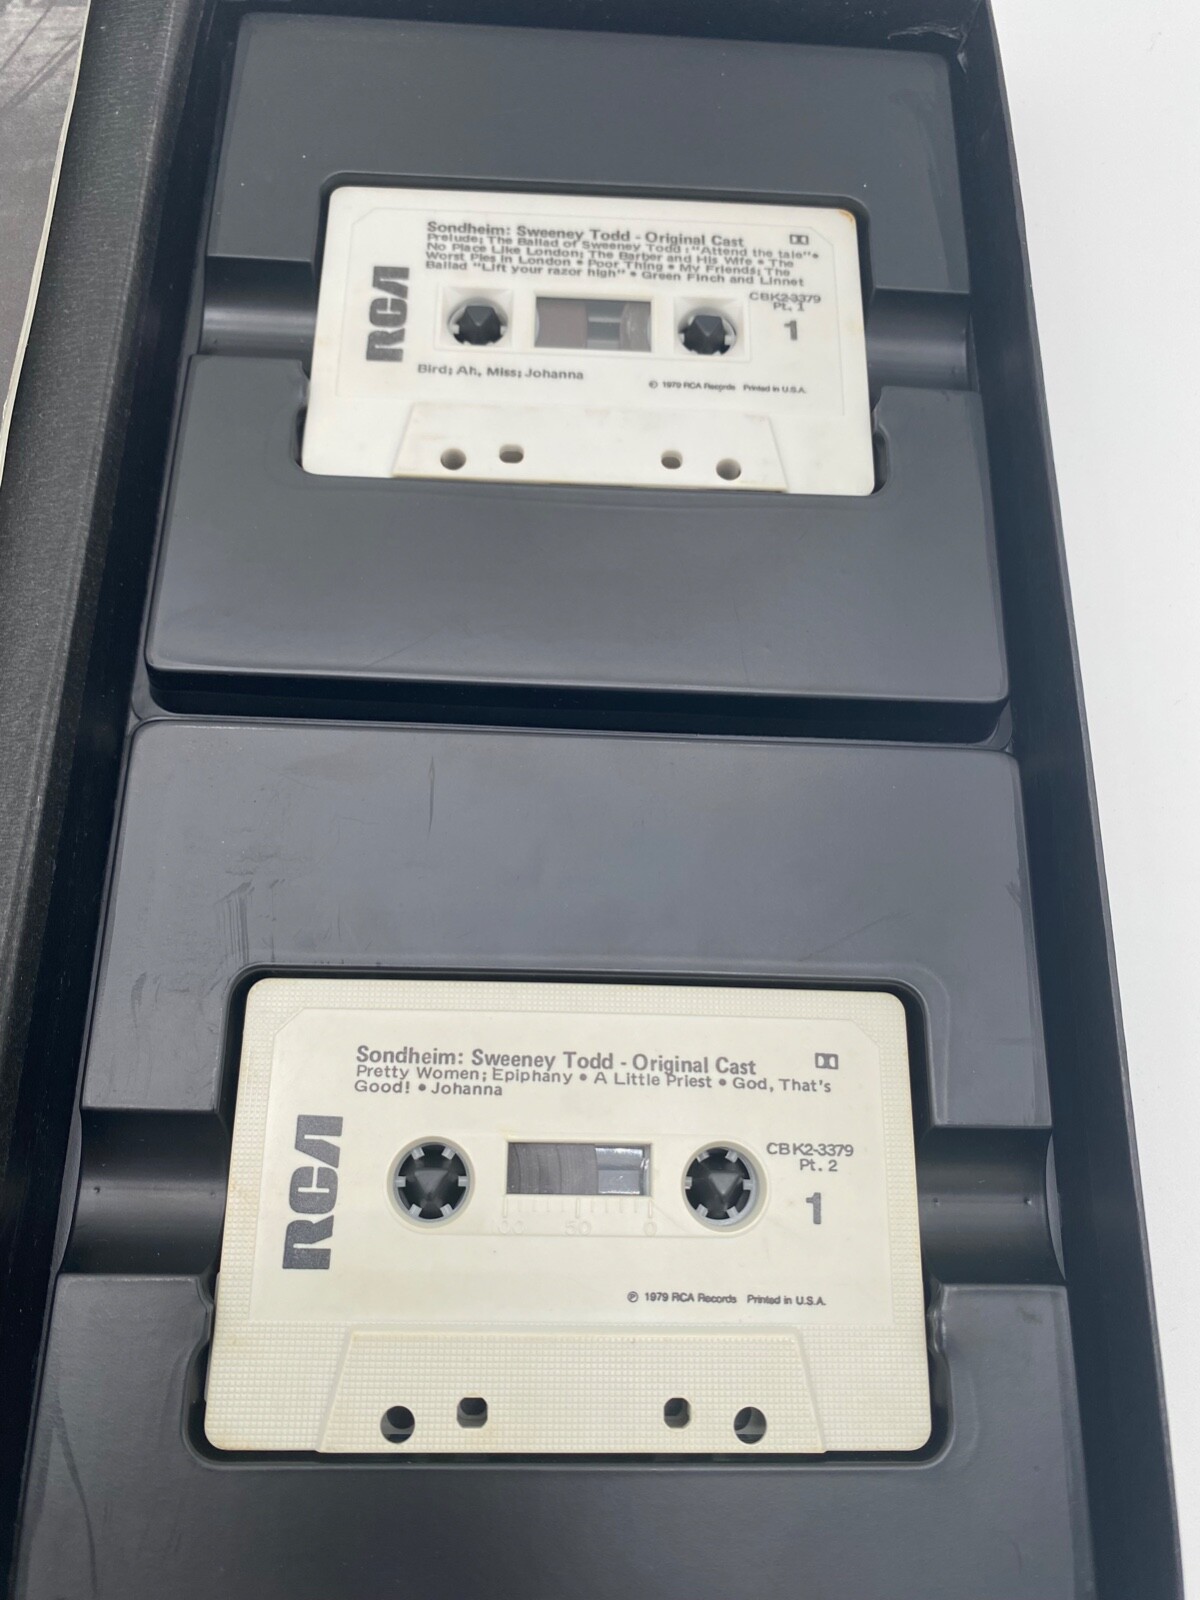 Sondheim: Sweeney Todd - Original Cast
Prelude; The Ballad of Sweeney Todd: "Attend the tale" •
No Place Like London; The Barber and His Wife • The
Worst Pies in London • Poor Thing • My Friends; The
Ballad "Lift your razor high" • Green Finch and Linnet
RCA
CBK2-3379
Pt. 1
1
Bird; Ah, Miss; Johanna
℗ 1979 RCA Records Printed in U.S.A.
Sondheim: Sweeney Todd - Original Cast
Pretty Women; Epiphany • A Little Priest • God, That's
Good! • Johanna
RCA
CBK2-3379
Pt. 2
1
100 50 0
℗ 1979 RCA Records Printed in U.S.A.